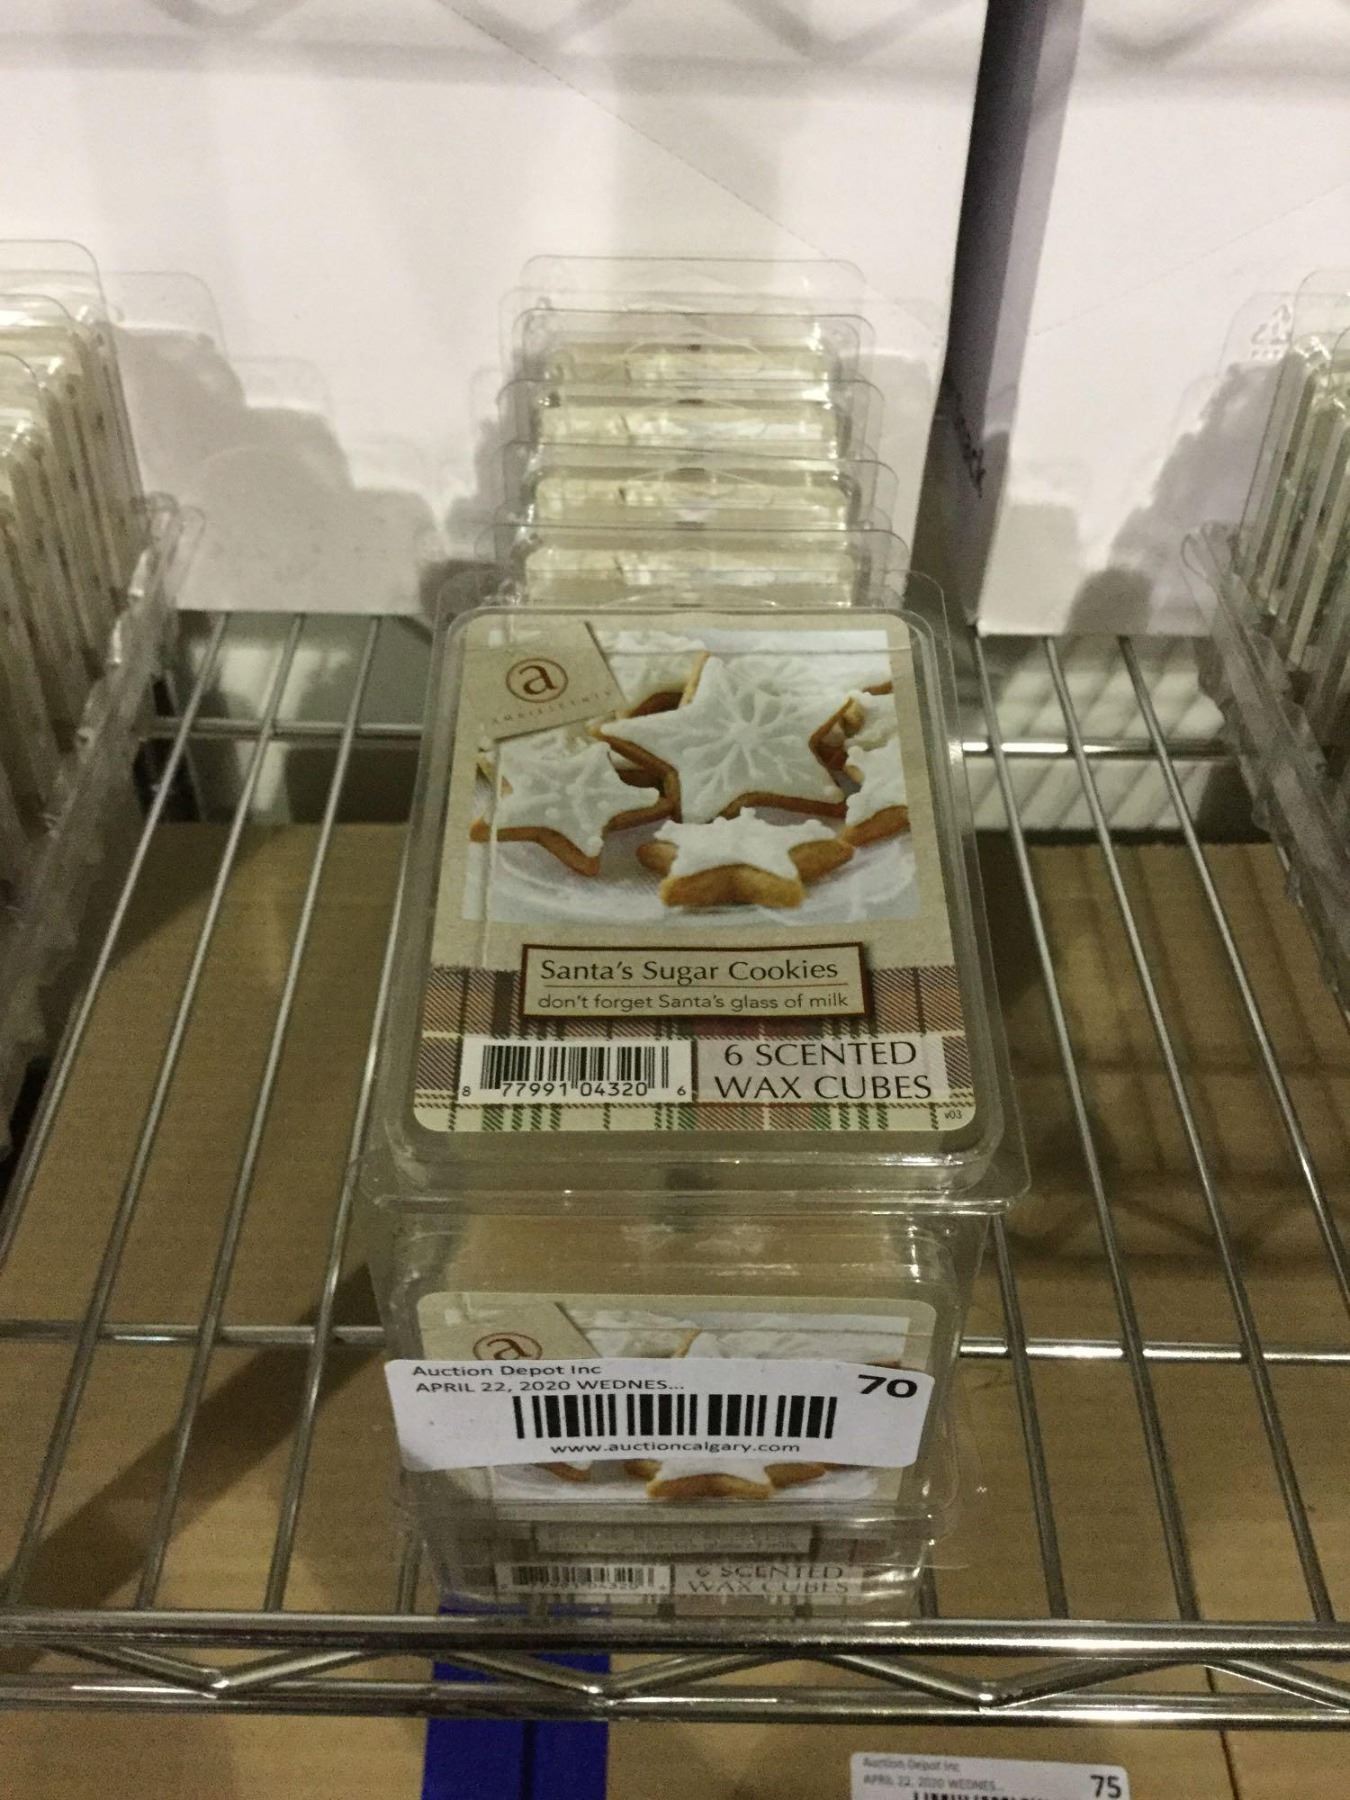 a
AMBIESCENTS
Santa's Sugar Cookies
don't forget Santa's glass of milk
8 77991 04320 6
6 SCENTED
WAX CUBES
v03
a
Auction Depot Inc
APRIL 22, 2020 WEDNES...
70
www.auctioncalgary.com
6 SCENTED
WAX CUBES
Auction Depot Inc
APRIL 22, 2020 WEDNES...
75